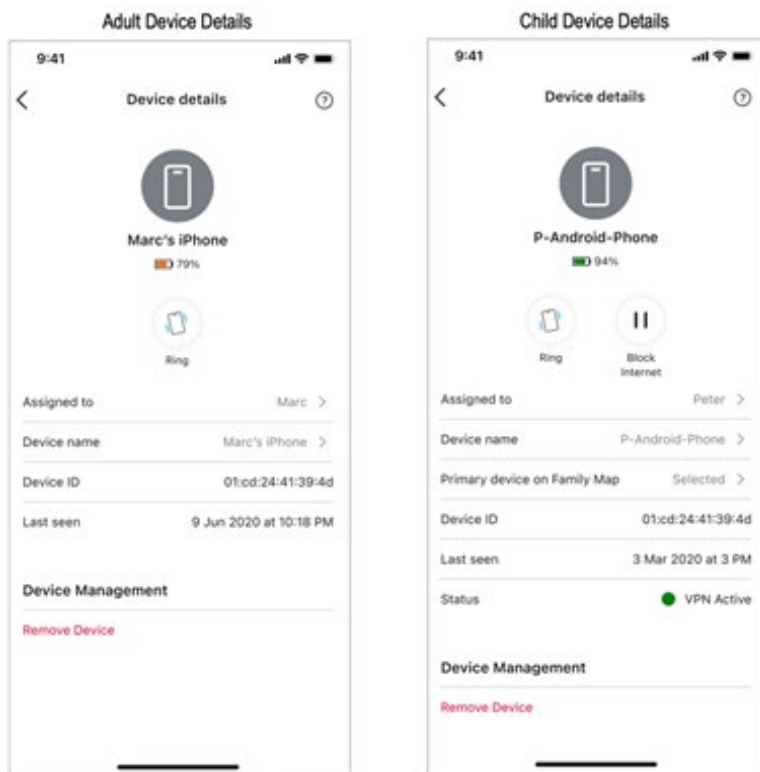 Adult Device Details
9:41
Device details
Marc's iPhone
79%
Ring
Assigned to Marc
Device name Marc's iPhone
Device ID 01:cd:24:41:39:4d
Last seen 9 Jun 2020 at 10:18 PM
Device Management
Remove Device
Child Device Details
9:41
Device details
P-Android-Phone
94%
Ring
Block
Internet
Assigned to Peter
Device name P-Android-Phone
Primary device on Family Map Selected
Device ID 01:cd:24:41:39:4d
Last seen 3 Mar 2020 at 3 PM
Status VPN Active
Device Management
Remove Device